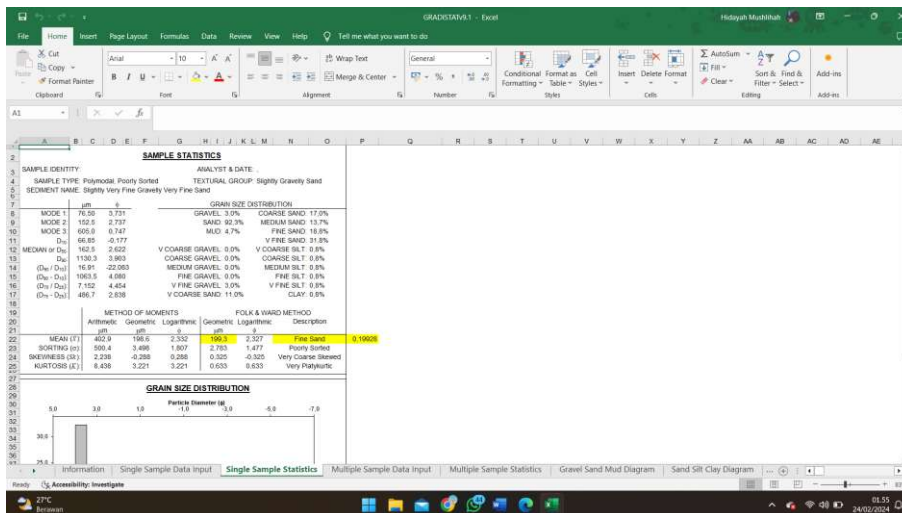 GRADISTATv9.1 - Excel
Hidayah Mushlihah
File Home Insert Page Layout Formulas Data Review View Help Tell me what you want to do
Cut
Copy
Format Painter
Paste
Arial 10
Wrap Text
Merge & Center
General
Conditional Formatting
Format as Table
Cell Styles
Insert Delete Format
AutoSum
Fill
Clear
Sort & Filter
Find & Select
Add-ins
Clipboard Font Alignment Number Styles Cells Editing Add-ins
A1
A B C D E F G H I J K L M N O P Q R S T U V W X Y Z AA AB AC AD AE
SAMPLE STATISTICS
SAMPLE IDENTITY: ANALYST & DATE: ,
SAMPLE TYPE: Polymodal, Poorly Sorted TEXTURAL GROUP: Slightly Gravelly Sand
SEDIMENT NAME: Slightly Very Fine Gravelly Very Fine Sand
µm ϕ GRAIN SIZE DISTRIBUTION
MODE 1: 76,50 3,731 GRAVEL: 3,0% COARSE SAND: 17,0%
MODE 2: 152,5 2,737 SAND: 92,3% MEDIUM SAND: 13,7%
MODE 3: 605,0 0,747 MUD: 4,7% FINE SAND: 18,8%
D10: 66,85 -0,177 V FINE SAND: 31,8%
MEDIAN or D50: 162,5 2,622 V COARSE GRAVEL: 0,0% V COARSE SILT: 0,8%
D90: 1130,3 3,903 COARSE GRAVEL: 0,0% COARSE SILT: 0,8%
(D90 / D10): 16,91 -22,083 MEDIUM GRAVEL: 0,0% MEDIUM SILT: 0,8%
(D90 - D10): 1063,5 4,080 FINE GRAVEL: 0,0% FINE SILT: 0,8%
(D75 / D25): 7,152 4,454 V FINE GRAVEL: 3,0% V FINE SILT: 0,8%
(D75 - D25): 486,7 2,838 V COARSE SAND: 11,0% CLAY: 0,8%
METHOD OF MOMENTS FOLK & WARD METHOD
Arithmetic Geometric Logarithmic Geometric Logarithmic Description
µm µm ϕ µm ϕ
MEAN 402,9 198,6 2,332 199,3 2,327 Fine Sand 0,19928
SORTING (σ): 500,4 3,498 1,807 2,783 1,477 Poorly Sorted
SKEWNESS (Sk): 2,238 -0,288 0,288 0,325 -0,325 Very Coarse Skewed
KURTOSIS (K): 8,438 3,221 3,221 0,633 0,633 Very Platykurtic
GRAIN SIZE DISTRIBUTION
Particle Diameter (ϕ)
5,0 3,0 1,0 -1,0 -3,0 -5,0 -7,0
30,0
25,0
Information Single Sample Data Input Single Sample Statistics Multiple Sample Data Input Multiple Sample Statistics Gravel Sand Mud Diagram Sand Silt Clay Diagram
Ready Accessibility: Investigate
27°C
Berawan
01.55
24/02/2024